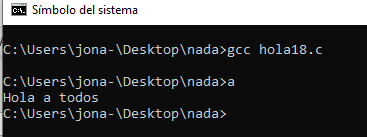 Símbolo del sistema
C:\Users\jona-\Desktop\nada>gcc hola18.c
C:\Users\jona-\Desktop\nada>a
Hola a todos
C:\Users\jona-\Desktop\nada>